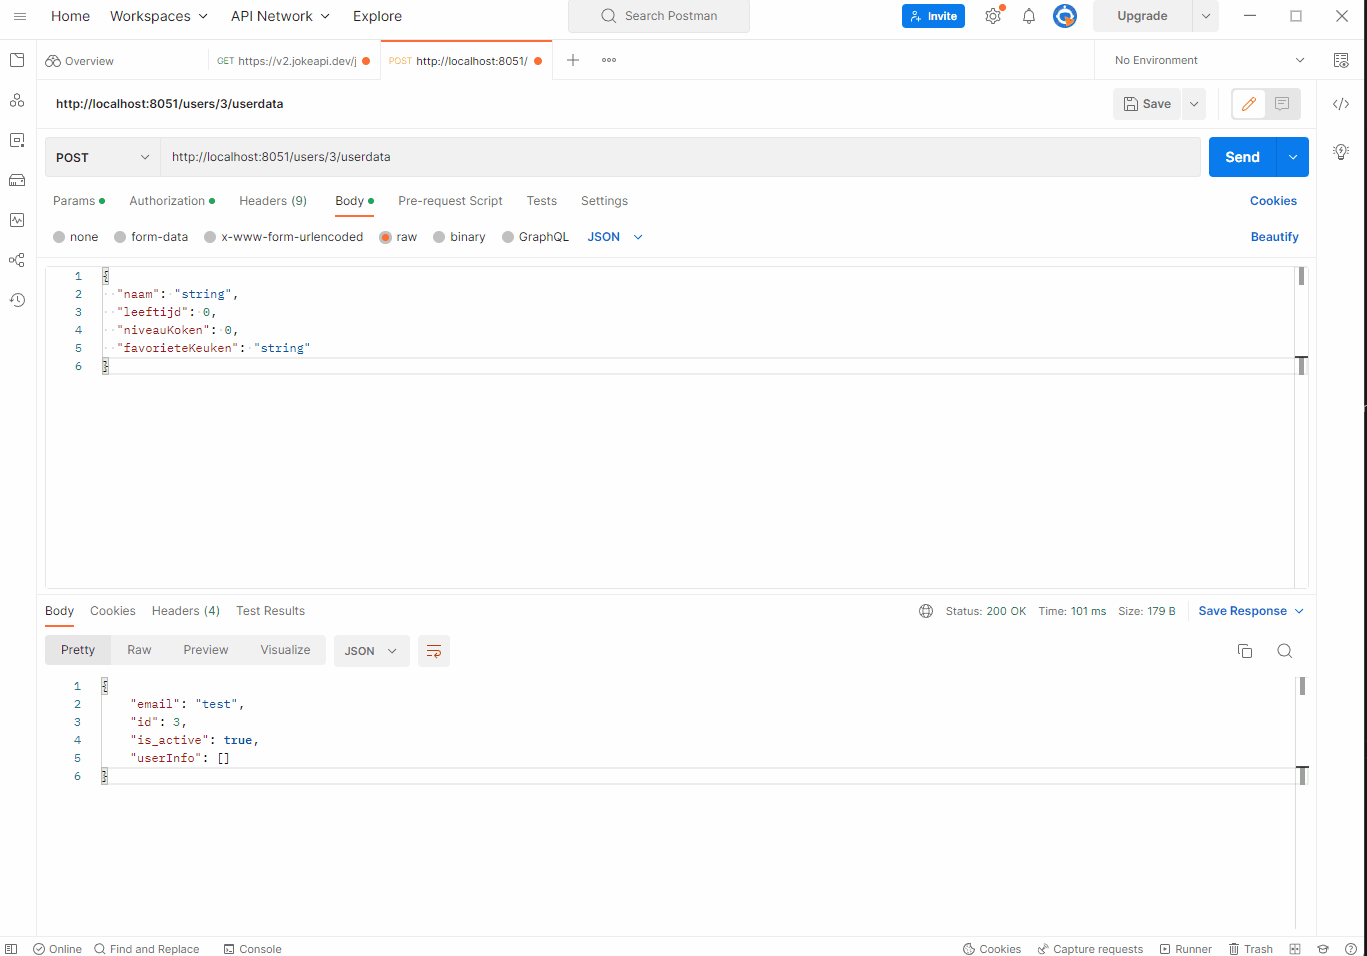 Home Workspaces API Network Explore Search Postman Invite Upgrade
Overview GET https://v2.jokeapi.dev/j POST http://localhost:8051/ No Environment
http://localhost:8051/users/3/userdata Save
POST http://localhost:8051/users/3/userdata Send
Params Authorization Headers (9) Body Pre-request Script Tests Settings Cookies
none form-data x-www-form-urlencoded raw binary GraphQL JSON Beautify
1 {
2 "naam": "string",
3 "leeftijd": 0,
4 "niveauKoken": 0,
5 "favorieteKeuken": "string"
6 }
Body Cookies Headers (4) Test Results Status: 200 OK Time: 101 ms Size: 179 B Save Response
Pretty Raw Preview Visualize JSON
1 {
2 "email": "test",
3 "id": 3,
4 "is_active": true,
5 "userInfo": []
6 }
Online Find and Replace Console Cookies Capture requests Runner Trash